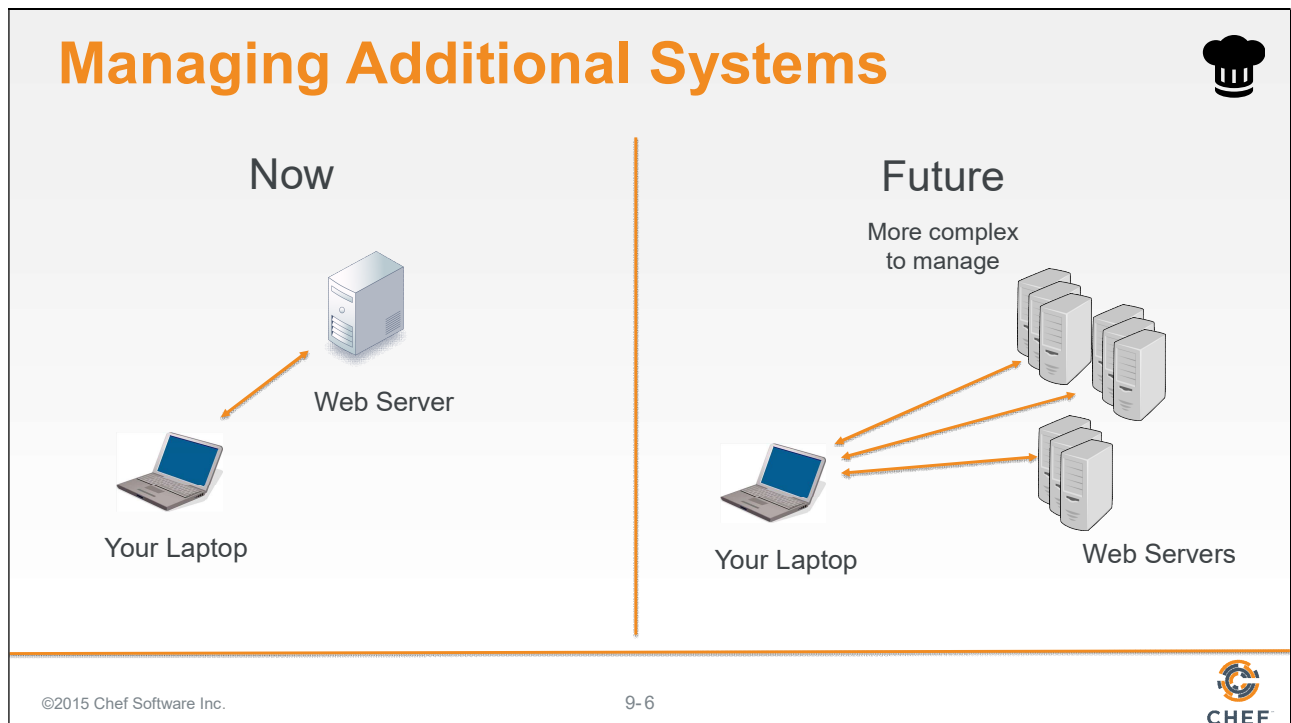 Managing Additional Systems
Now
Web Server
Your Laptop
Future
More complex
to manage
Your Laptop
Web Servers
©2015 Chef Software Inc.
9-6
CHEF